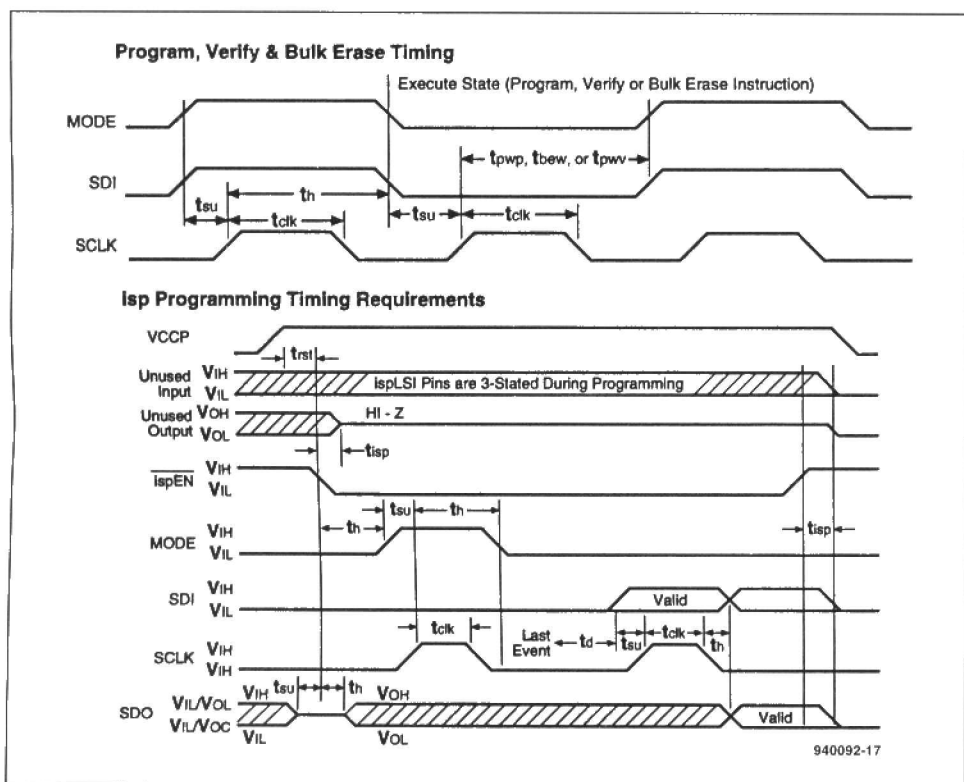 Program, Verify & Bulk Erase Timing
Execute State (Program, Verify or Bulk Erase Instruction)
MODE
tpwp, tbew, or tpwv
SDI
tsu
th
tclk
tsu
tclk
SCLK
isp Programming Timing Requirements
VCCP
trst
Unused Input
VIH
VIL
ispLSI Pins are 3-Stated During Programming
Unused Output
VOH
VOL
HI - Z
tisp
ispEN
VIH
VIL
tsu
th
th
tisp
MODE
VIH
VIL
SDI
VIH
VIL
Valid
tclk
Last Event
td
tsu
tclk
th
SCLK
VIH
VIH
tsu
th
SDO
VIH
VIL/VOL
VIL/VOC
VIL
VOH
VOL
Valid
940092-17